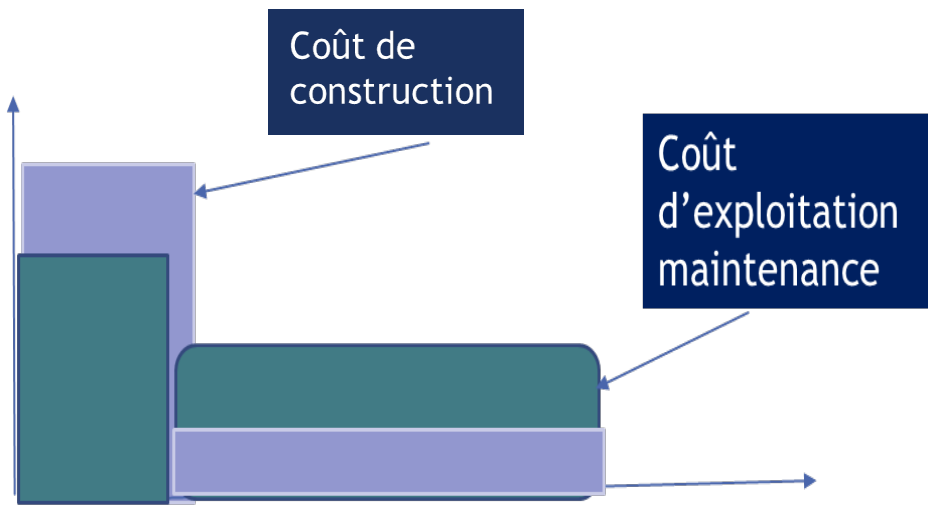 Coût de
construction
Coût
d’exploitation
maintenance